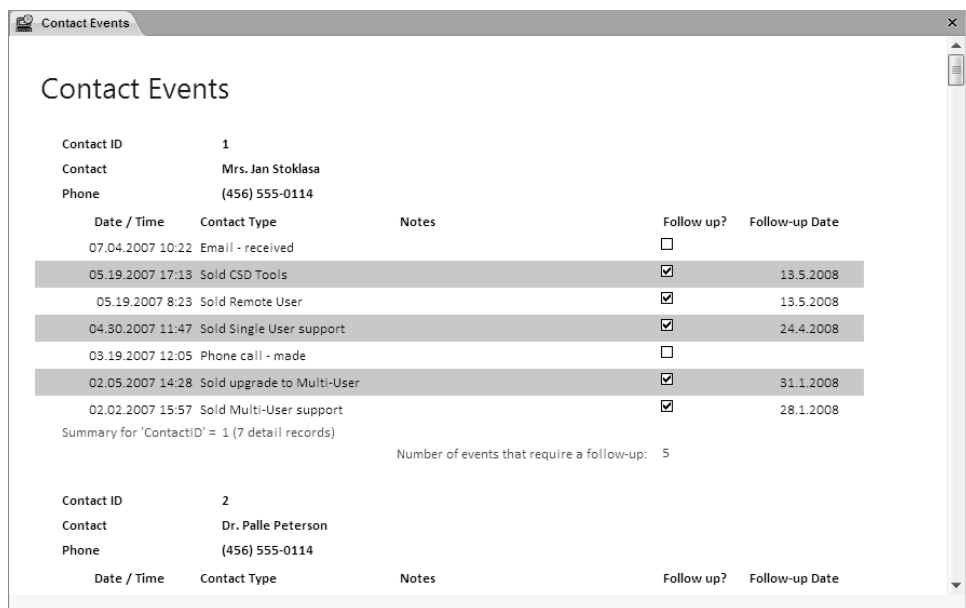 Contact Events
Contact Events
Contact ID 1
Contact Mrs. Jan Stoklasa
Phone (456) 555-0114
Date / Time Contact Type Notes Follow up? Follow-up Date
07.04.2007 10:22 Email - received
05.19.2007 17:13 Sold CSD Tools 13.5.2008
05.19.2007 8:23 Sold Remote User 13.5.2008
04.30.2007 11:47 Sold Single User support 24.4.2008
03.19.2007 12:05 Phone call - made
02.05.2007 14:28 Sold upgrade to Multi-User 31.1.2008
02.02.2007 15:57 Sold Multi-User support 28.1.2008
Summary for 'ContactID' = 1 (7 detail records)
Number of events that require a follow-up: 5
Contact ID 2
Contact Dr. Palle Peterson
Phone (456) 555-0114
Date / Time Contact Type Notes Follow up? Follow-up Date